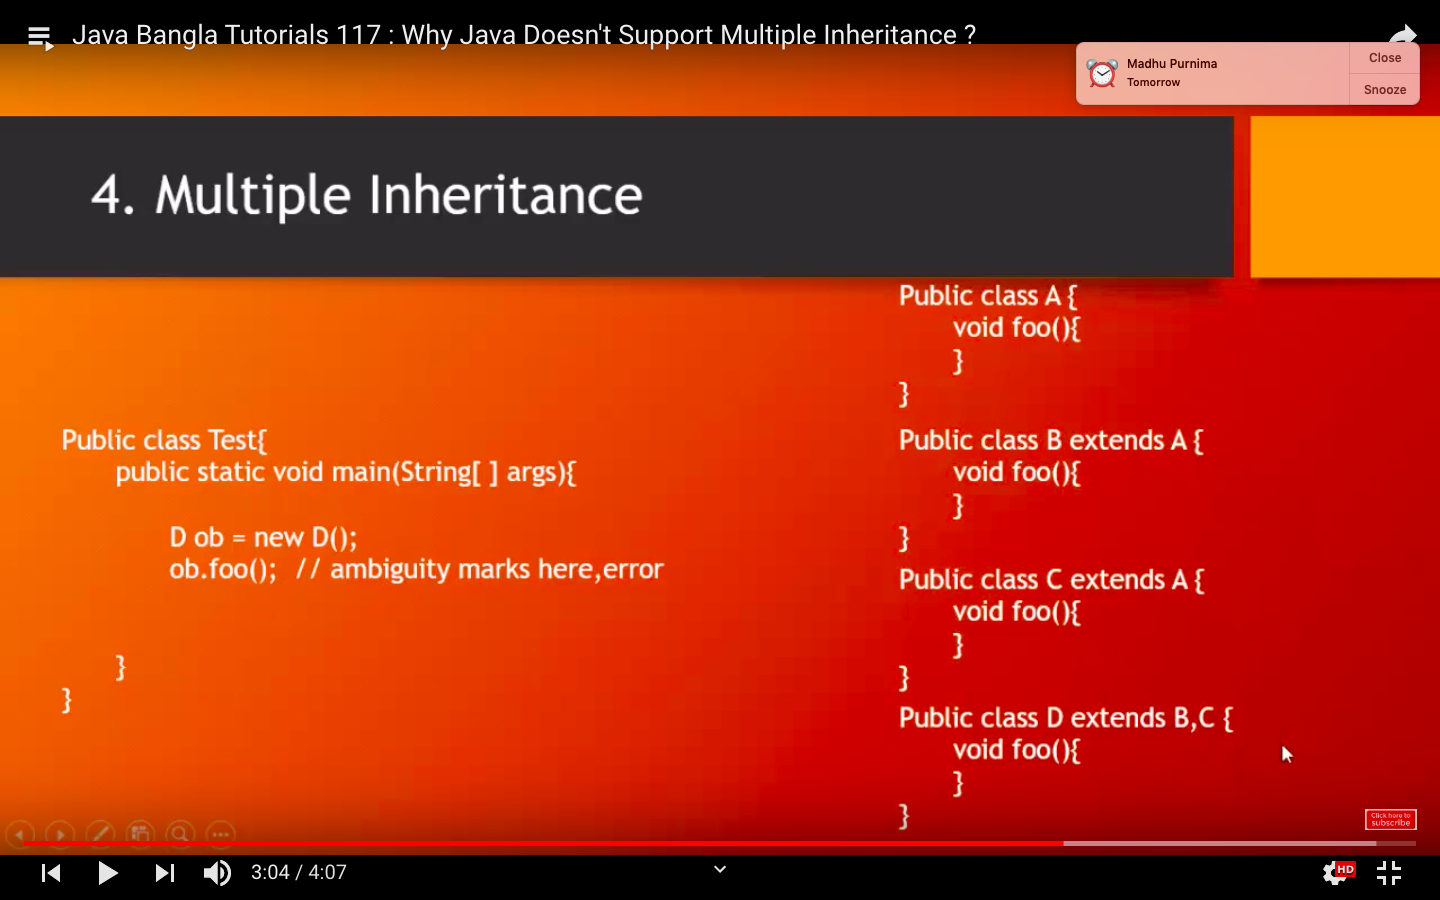 Java Bangla Tutorials 117 : Why Java Doesn't Support Multiple Inheritance ?
Madhu Purnima
Tomorrow
Close
Snooze
4. Multiple Inheritance
Public class Test{
public static void main(String[ ] args){
D ob = new D();
ob.foo(); // ambiguity marks here,error
}
}
Public class A {
void foo(){
}
}
Public class B extends A {
void foo(){
}
}
Public class C extends A {
void foo(){
}
}
Public class D extends B,C {
void foo(){
}
}
Click here to
subscribe
3:04 / 4:07
HD